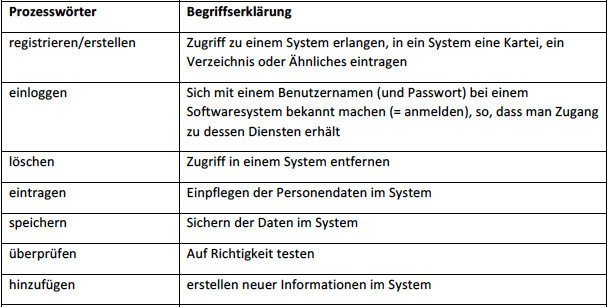 Prozesswörter Begriffserklärung
registrieren/erstellen Zugriff zu einem System erlangen, in ein System eine Kartei, ein
Verzeichnis oder Ähnliches eintragen
einloggen Sich mit einem Benutzernamen (und Passwort) bei einem
Softwaresystem bekannt machen (= anmelden), so, dass man Zugang
zu dessen Diensten erhält
löschen Zugriff in einem System entfernen
eintragen Einpflegen der Personendaten im System
speichern Sichern der Daten im System
überprüfen Auf Richtigkeit testen
hinzufügen erstellen neuer Informationen im System